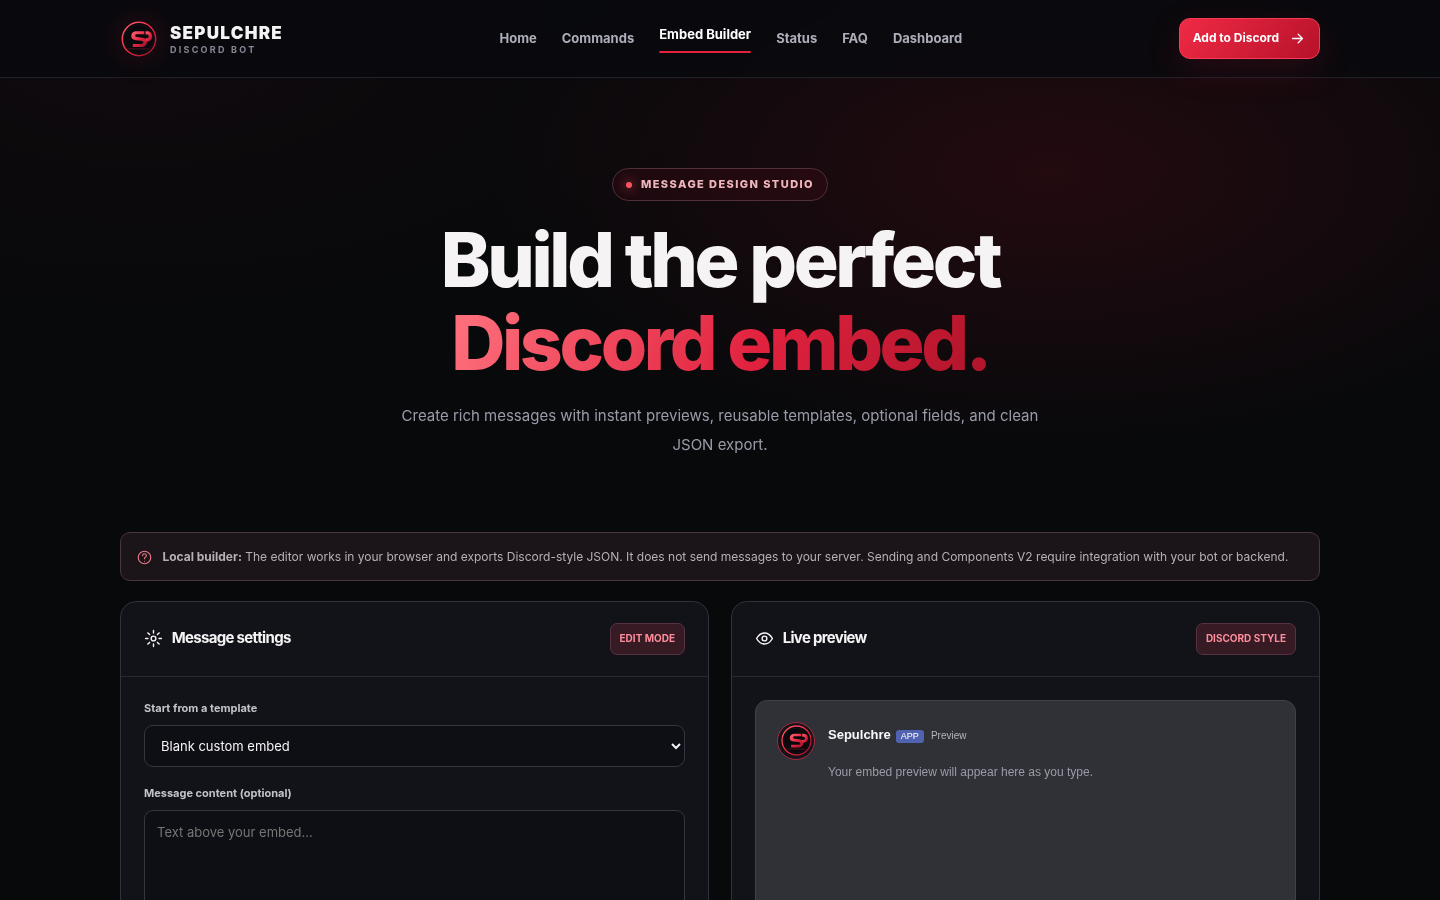 SEPULCHRE
DISCORD BOT
Home
Commands
Embed Builder
Status
FAQ
Dashboard
Add to Discord
MESSAGE DESIGN STUDIO
Build the perfect
Discord embed.
Create rich messages with instant previews, reusable templates, optional fields, and clean
JSON export.
Local builder: The editor works in your browser and exports Discord-style JSON. It does not send messages to your server. Sending and Components V2 require integration with your bot or backend.
Message settings
EDIT MODE
Start from a template
Blank custom embed
Message content (optional)
Text above your embed...
Live preview
DISCORD STYLE
Sepulchre APP Preview
Your embed preview will appear here as you type.